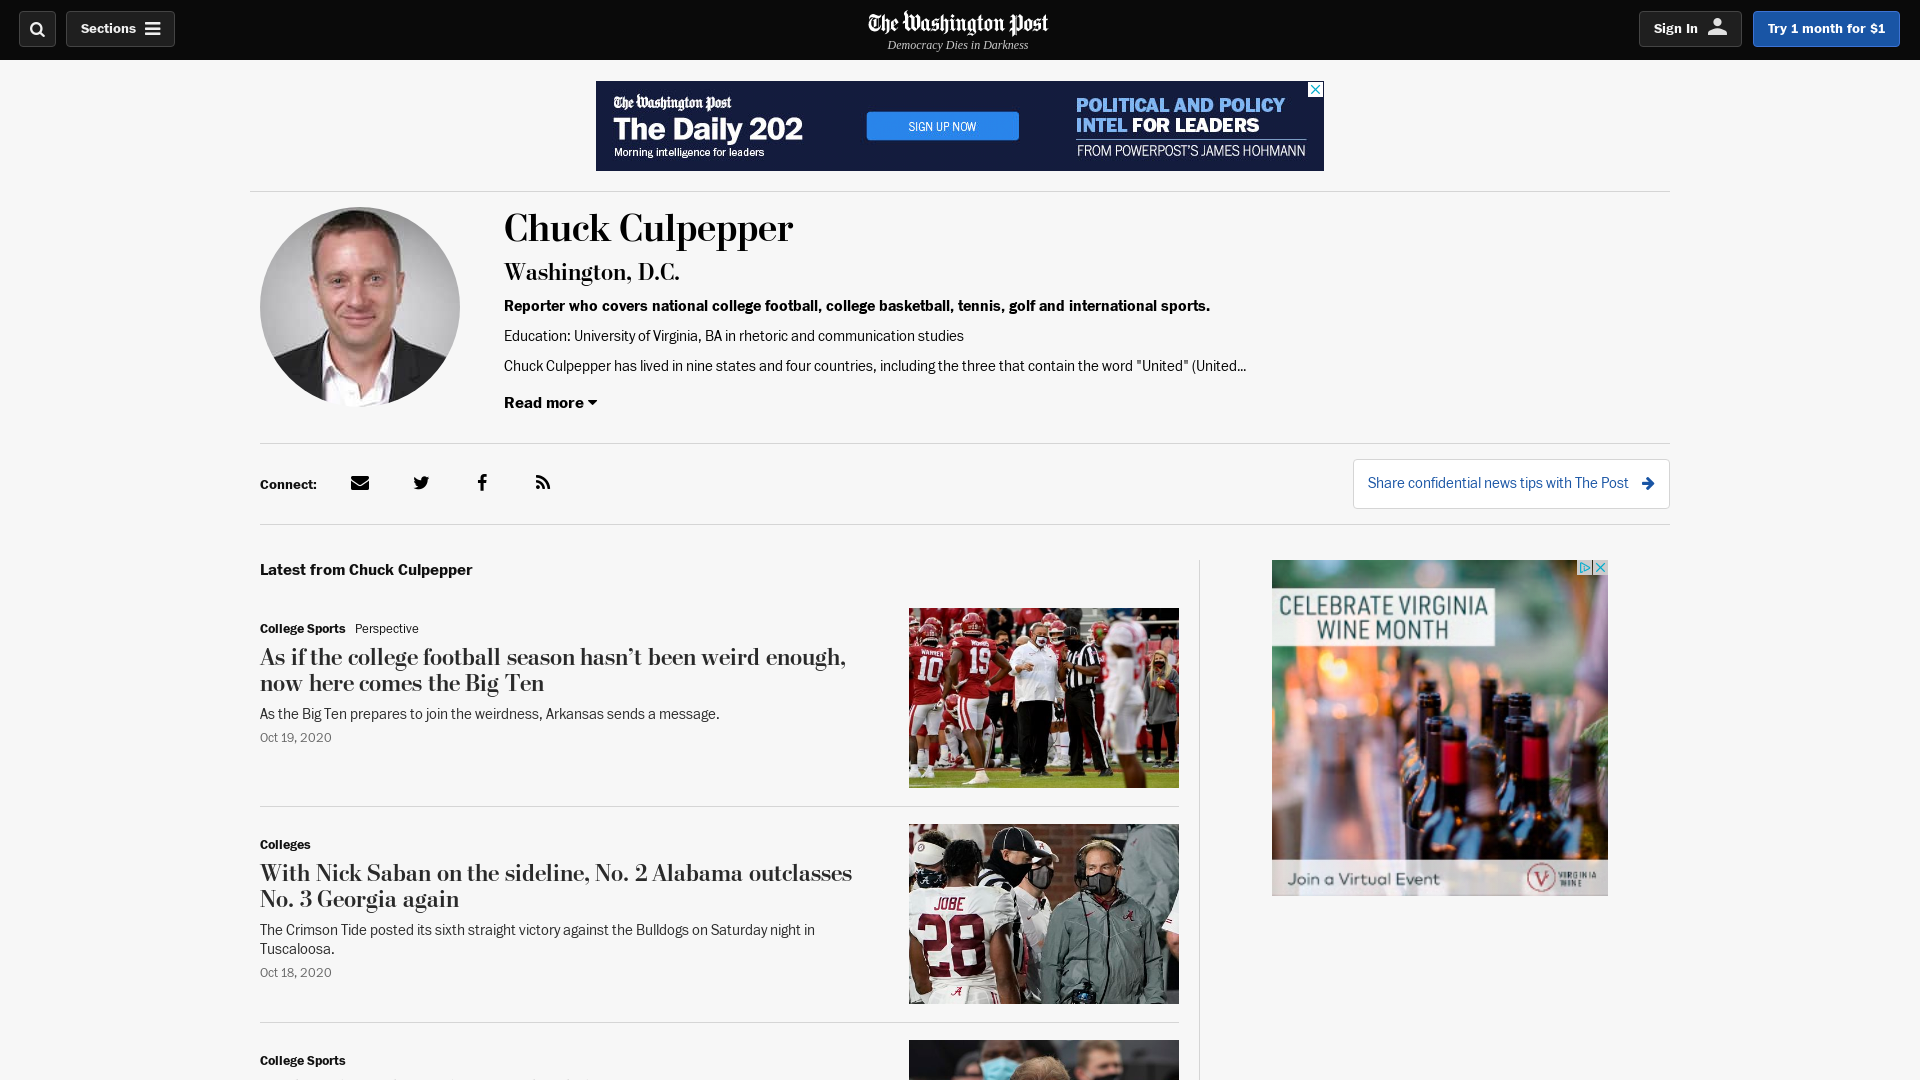 Sections
The Washington Post
Democracy Dies in Darkness
Sign In
Try 1 month for $1
The Washington Post
The Daily 202
Morning intelligence for leaders
SIGN UP NOW
POLITICAL AND POLICY
INTEL FOR LEADERS
FROM POWERPOST'S JAMES HOHMANN
Chuck Culpepper
Washington, D.C.
Reporter who covers national college football, college basketball, tennis, golf and international sports.
Education: University of Virginia, BA in rhetoric and communication studies
Chuck Culpepper has lived in nine states and four countries, including the three that contain the word "United" (United...
Read more
Connect:
Share confidential news tips with The Post
Latest from Chuck Culpepper
College Sports Perspective
As if the college football season hasn’t been weird enough,
now here comes the Big Ten
As the Big Ten prepares to join the weirdness, Arkansas sends a message.
Oct 19, 2020
WARREN
10
19
CELEBRATE VIRGINIA
WINE MONTH
Join a Virtual Event
VIRGINIA
WINE
Colleges
With Nick Saban on the sideline, No. 2 Alabama outclasses
No. 3 Georgia again
The Crimson Tide posted its sixth straight victory against the Bulldogs on Saturday night in
Tuscaloosa.
Oct 18, 2020
JOBE
28
College Sports